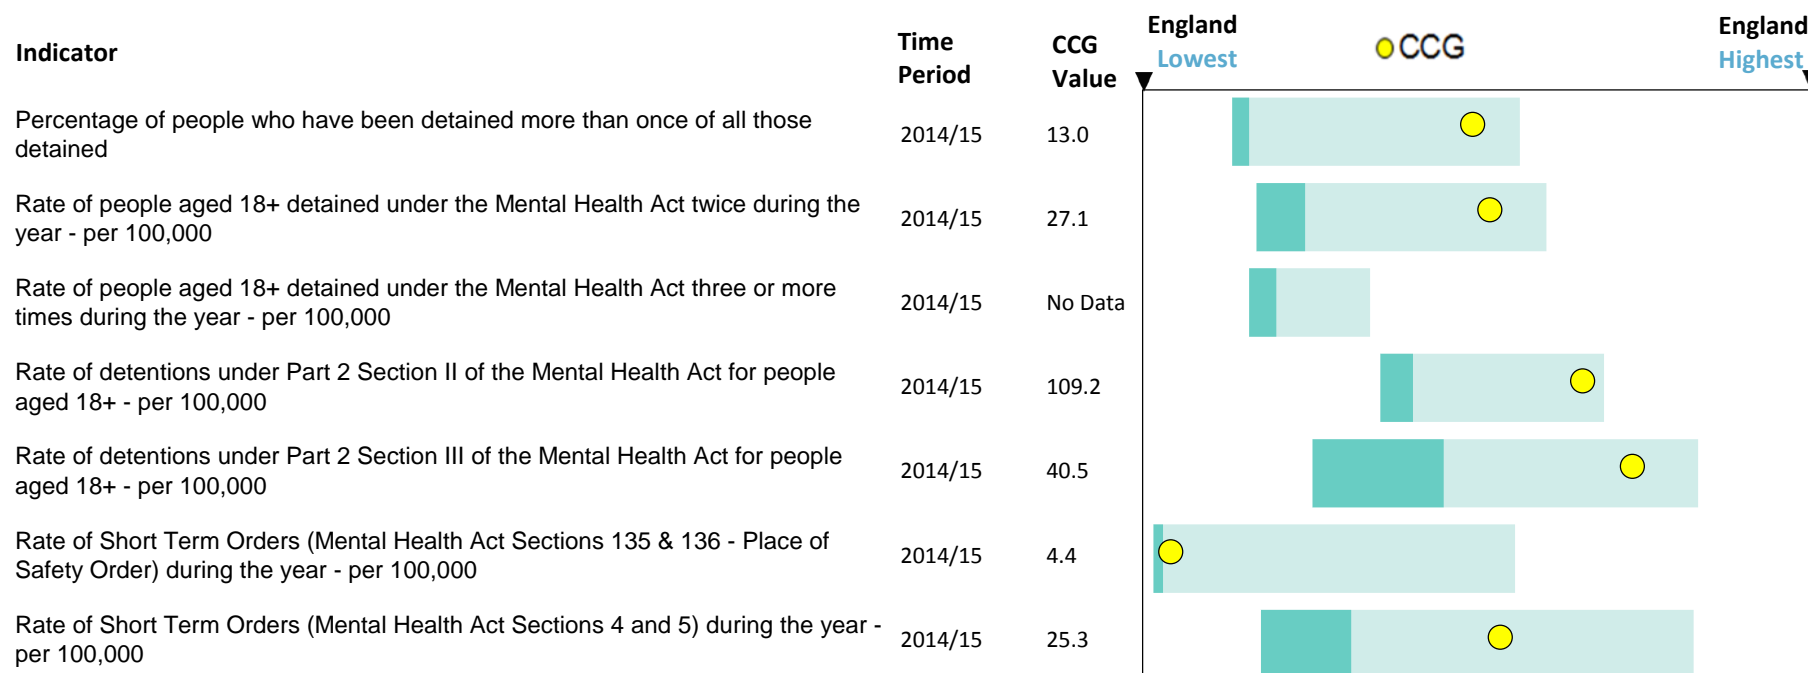 Indicator
Time
Period
CCG
Value
England
Lowest
CCG
England
Highest
Percentage of people who have been detained more than once of all those
detained
2014/15
13.0
Rate of people aged 18+ detained under the Mental Health Act twice during the
year - per 100,000
2014/15
27.1
Rate of people aged 18+ detained under the Mental Health Act three or more
times during the year - per 100,000
2014/15
No Data
Rate of detentions under Part 2 Section II of the Mental Health Act for people
aged 18+ - per 100,000
2014/15
109.2
Rate of detentions under Part 2 Section III of the Mental Health Act for people
aged 18+ - per 100,000
2014/15
40.5
Rate of Short Term Orders (Mental Health Act Sections 135 & 136 - Place of
Safety Order) during the year - per 100,000
2014/15
4.4
Rate of Short Term Orders (Mental Health Act Sections 4 and 5) during the year -
per 100,000
2014/15
25.3